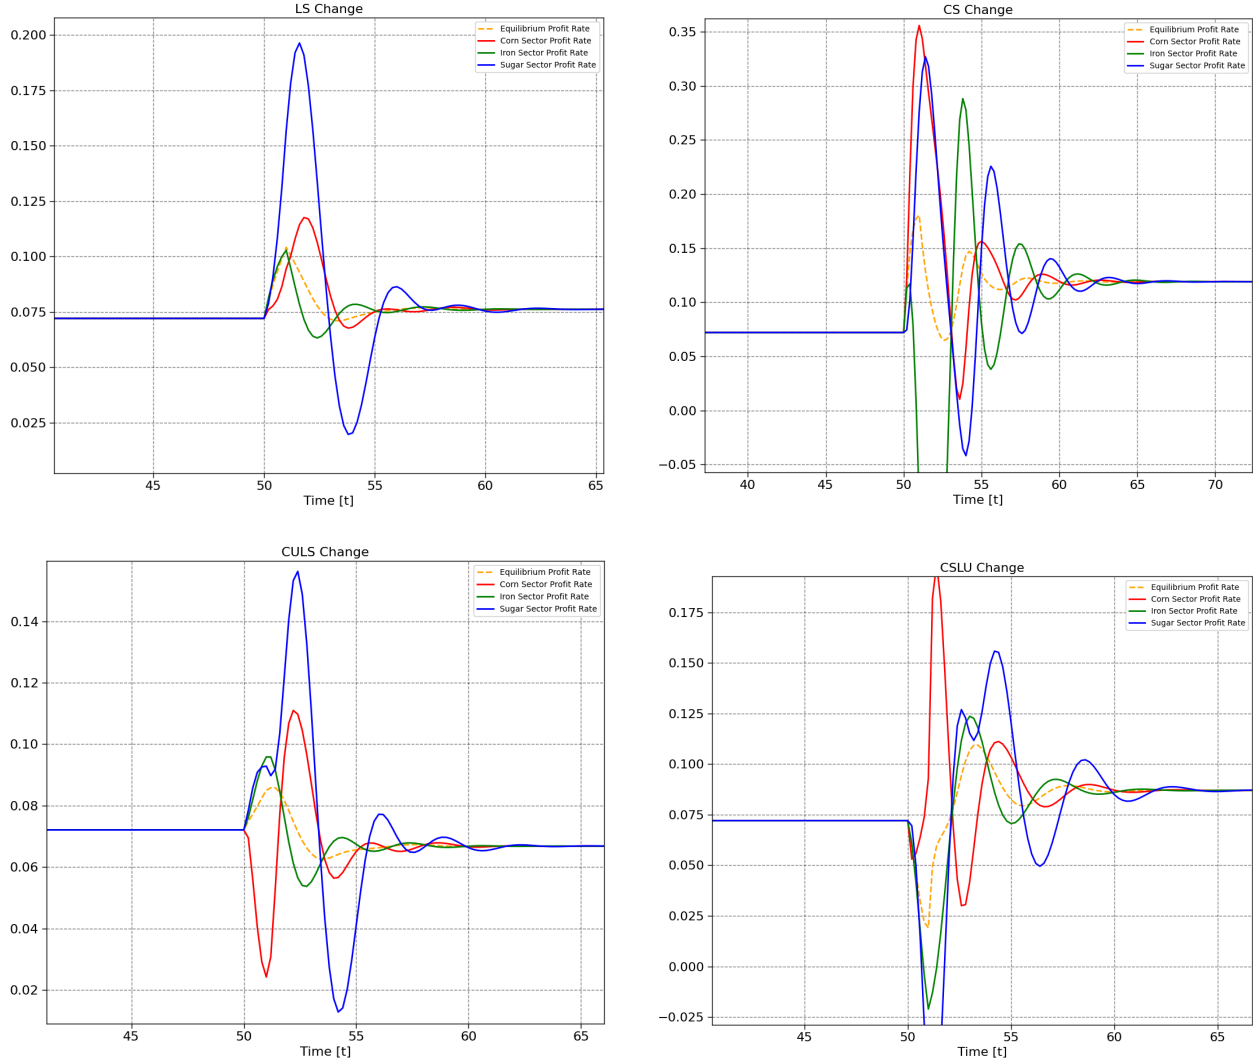 LS Change
0.200
0.175
0.150
0.125
0.100
0.075
0.050
0.025
45
50
55
60
65
Time [t]
Equilibrium Profit Rate
Corn Sector Profit Rate
Iron Sector Profit Rate
Sugar Sector Profit Rate
CS Change
0.35
0.30
0.25
0.20
0.15
0.10
0.05
0.00
−0.05
40
45
50
55
60
65
70
Time [t]
Equilibrium Profit Rate
Corn Sector Profit Rate
Iron Sector Profit Rate
Sugar Sector Profit Rate
CULS Change
0.14
0.12
0.10
0.08
0.06
0.04
0.02
45
50
55
60
65
Time [t]
Equilibrium Profit Rate
Corn Sector Profit Rate
Iron Sector Profit Rate
Sugar Sector Profit Rate
CSLU Change
0.175
0.150
0.125
0.100
0.075
0.050
0.025
0.000
−0.025
45
50
55
60
65
Time [t]
Equilibrium Profit Rate
Corn Sector Profit Rate
Iron Sector Profit Rate
Sugar Sector Profit Rate